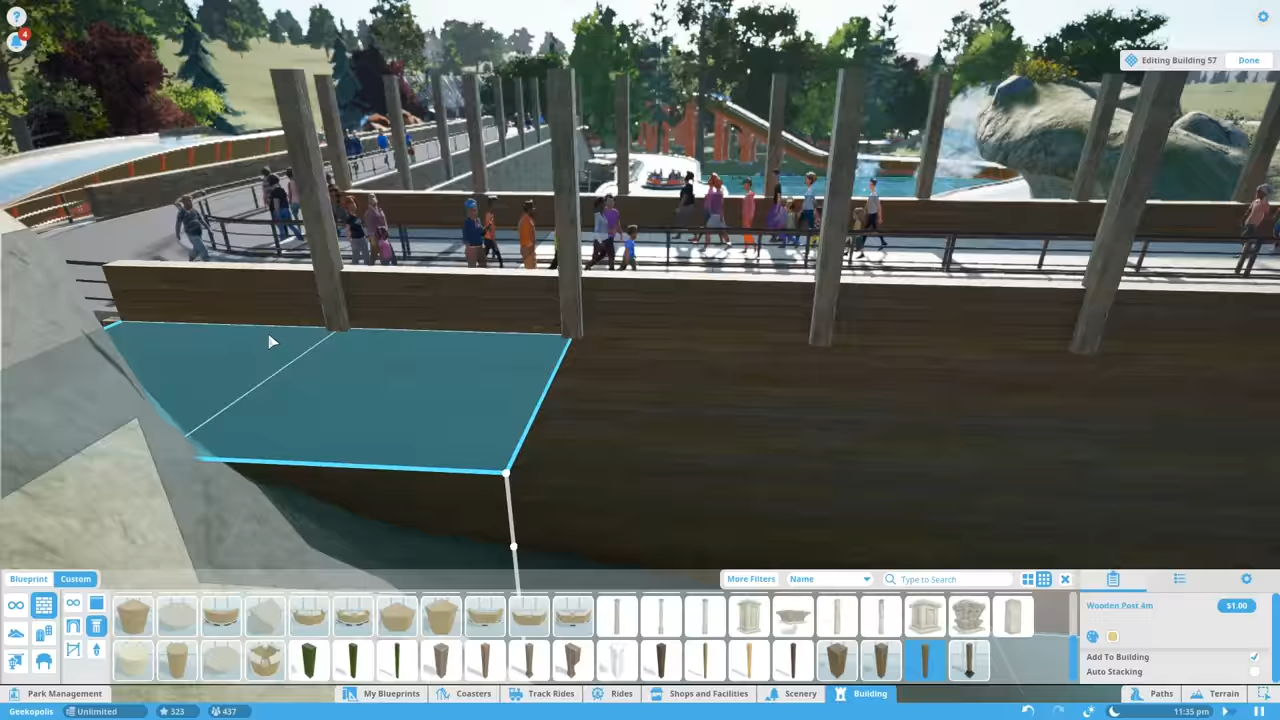 ?
4
Editing Building 57
Done
Blueprint
Custom
More Filters
Name
Type to Search
Wooden Post 4m
$1.00
Add To Building
Auto Stacking
Park Management
My Blueprints
Coasters
Track Rides
Rides
Shops and Facilities
Scenery
Building
Paths
Terrain
Geekopolis
Unlimited
323
437
11:35 pm